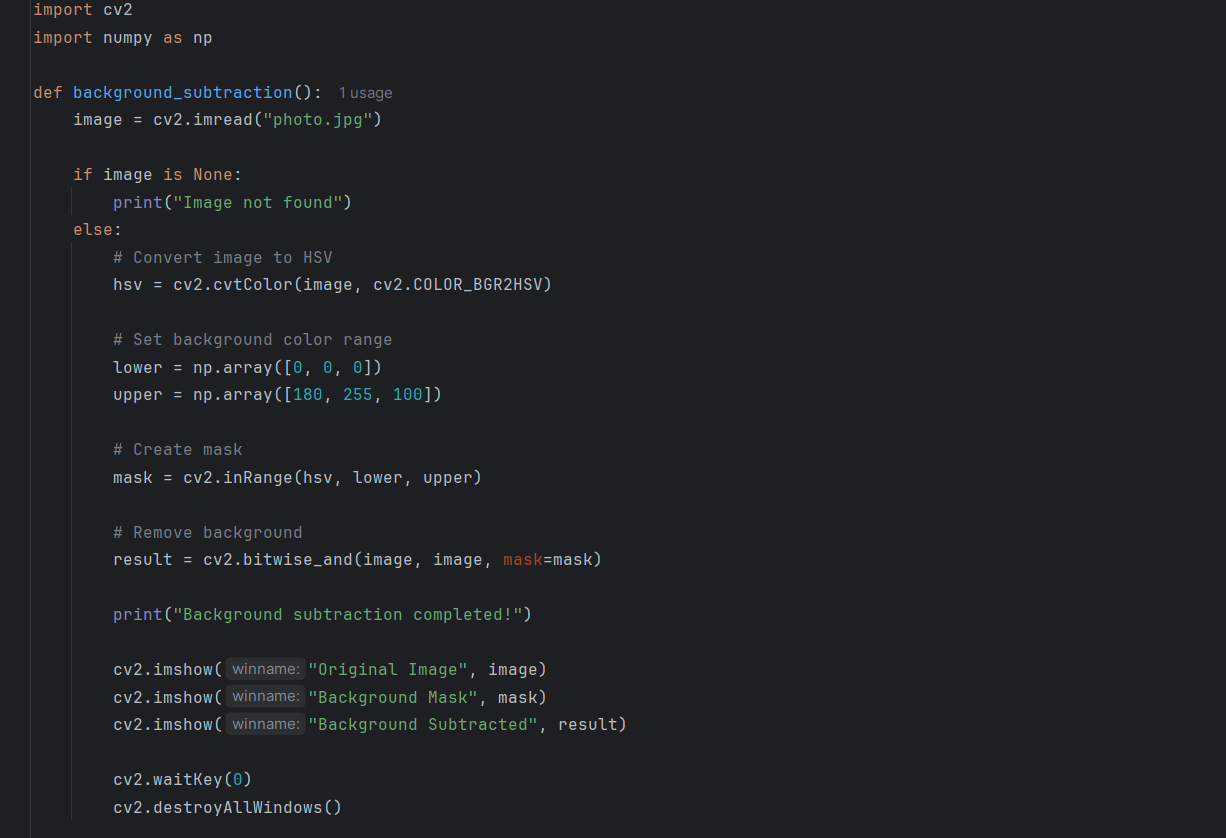 import cv2
import numpy as np
def background_subtraction(): 1 usage
image = cv2.imread("photo.jpg")
if image is None:
print("Image not found")
else:
# Convert image to HSV
hsv = cv2.cvtColor(image, cv2.COLOR_BGR2HSV)
# Set background color range
lower = np.array([0, 0, 0])
upper = np.array([180, 255, 100])
# Create mask
mask = cv2.inRange(hsv, lower, upper)
# Remove background
result = cv2.bitwise_and(image, image, mask=mask)
print("Background subtraction completed!")
cv2.imshow( winname: "Original Image", image)
cv2.imshow( winname: "Background Mask", mask)
cv2.imshow( winname: "Background Subtracted", result)
cv2.waitKey(0)
cv2.destroyAllWindows()